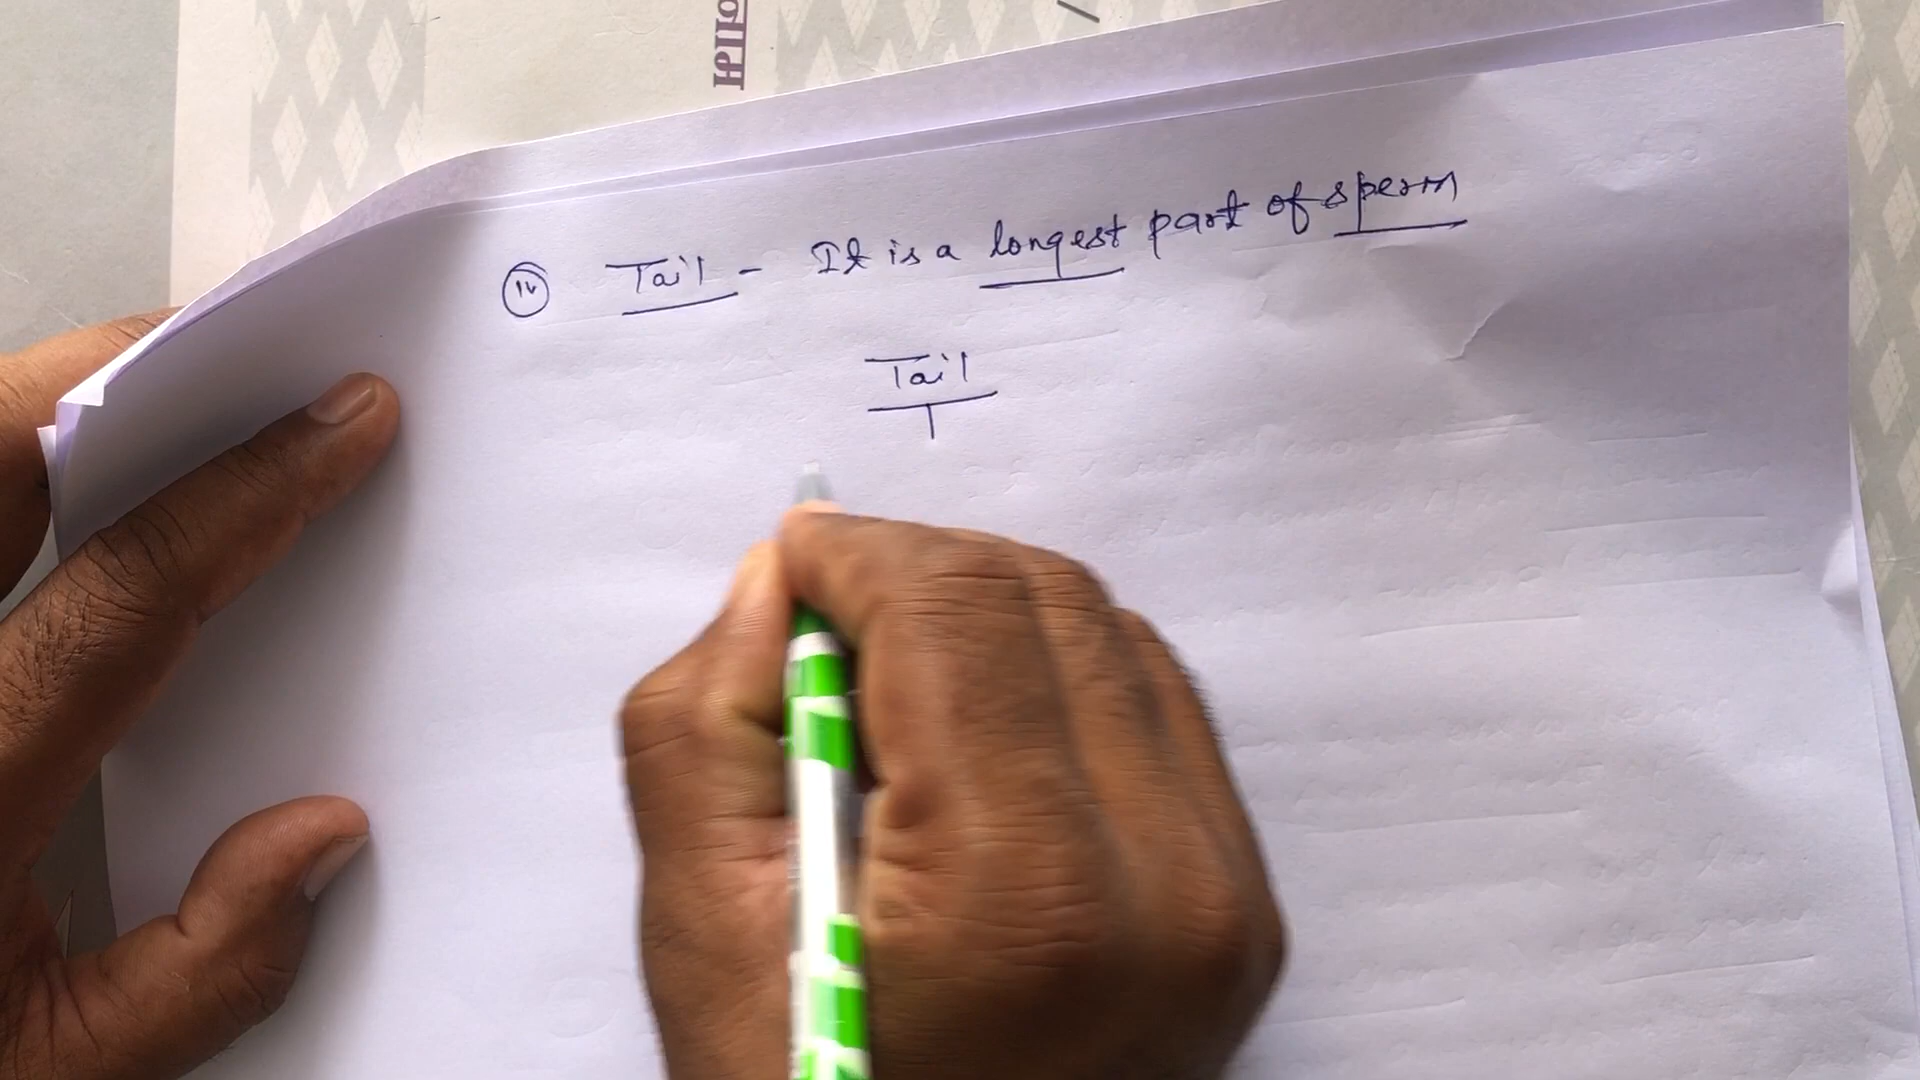 iv Tail - It is a longest part of sperm
Tail